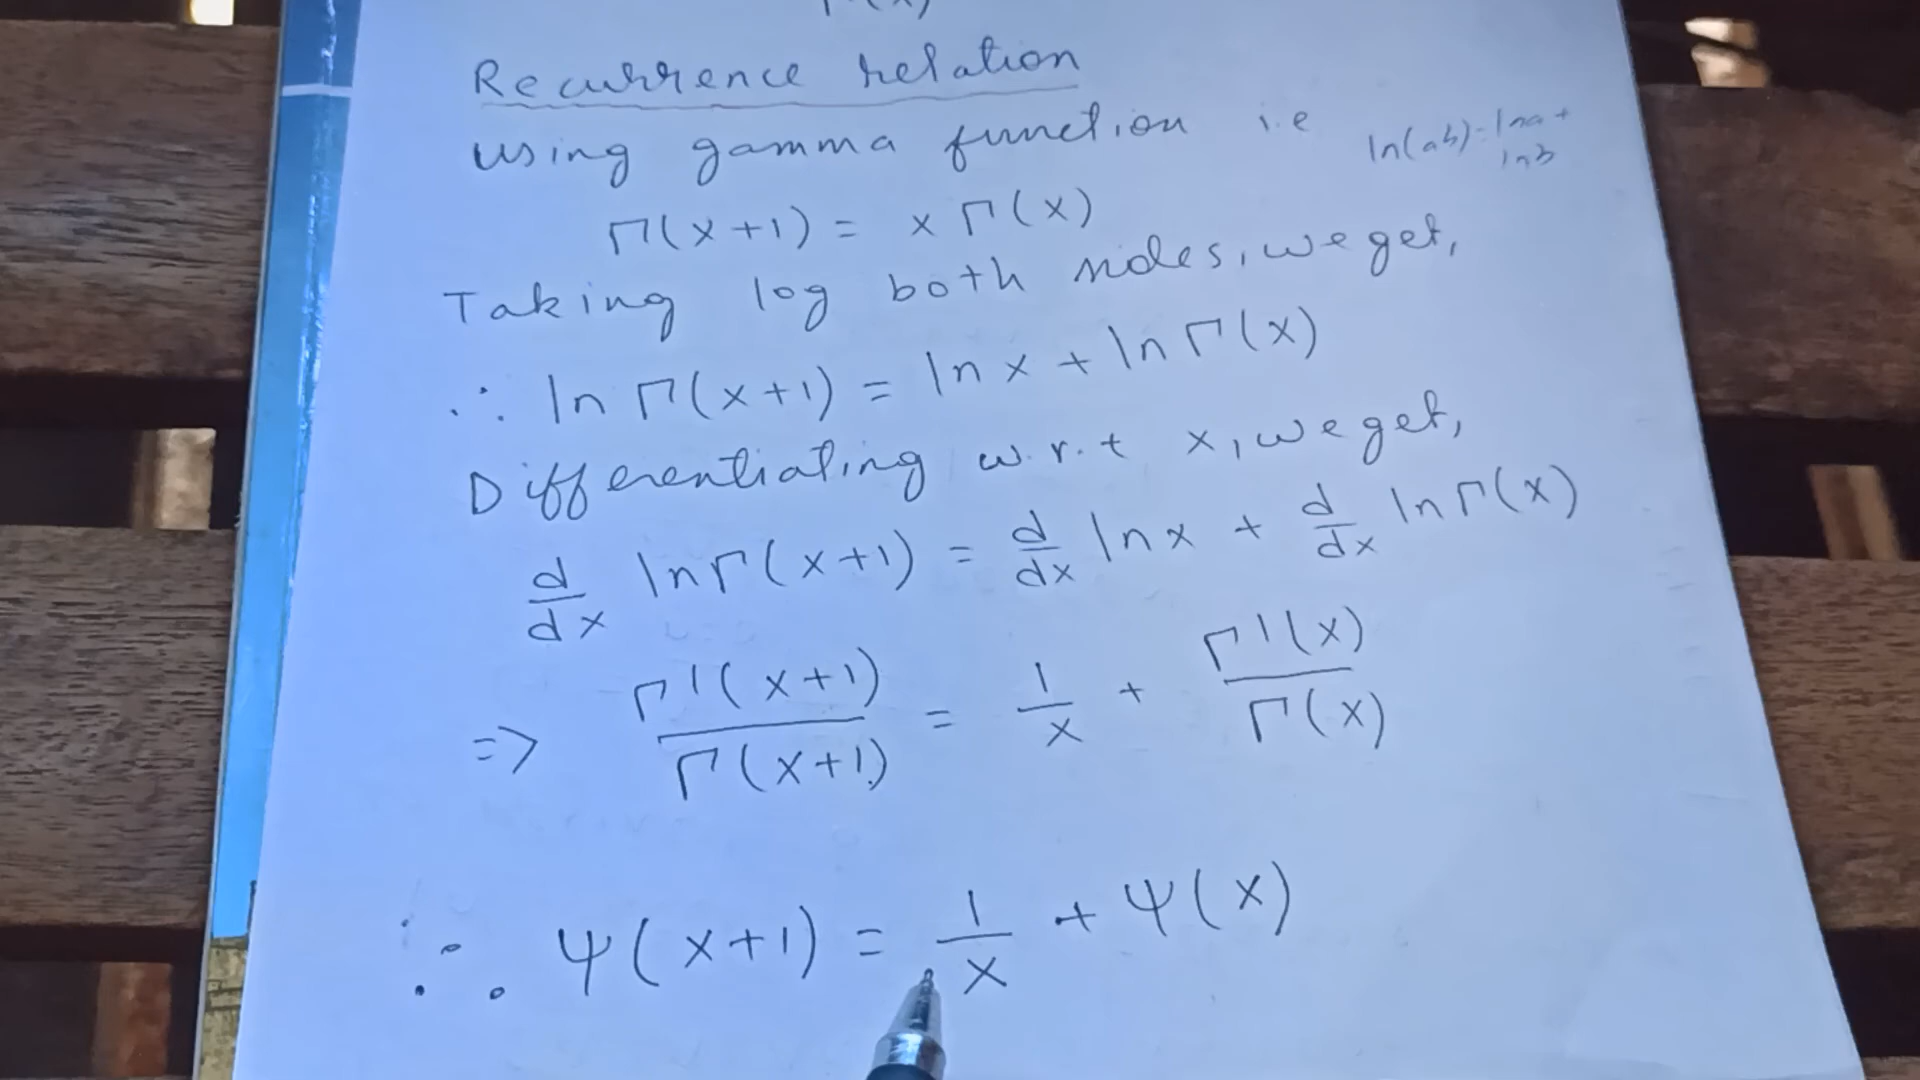 Recurrence relation
using gamma function i.e
ln(ab)=lna+
lnb
Γ(x+1) = x Γ(x)
Taking log both sides, we get,
∴ ln Γ(x+1) = ln x + ln Γ(x)
Differentiating w.r.t x, we get,
d/dx ln Γ(x+1) = d/dx ln x + d/dx ln Γ(x)
=> Γ'(x+1)/Γ(x+1) = 1/x + Γ'(x)/Γ(x)
∴ Ψ(x+1) = 1/x + Ψ(x)